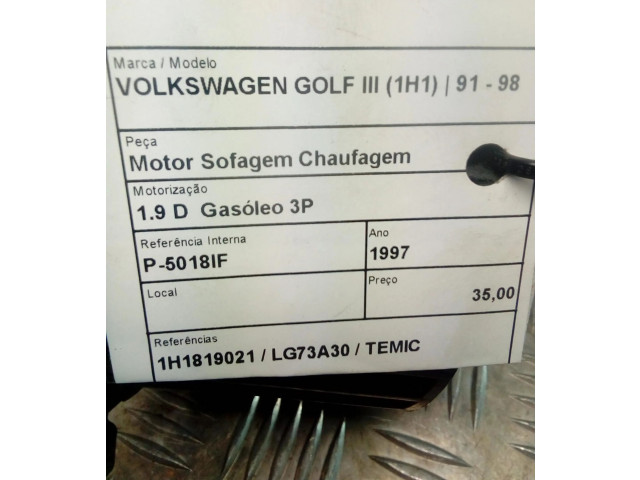 Marca / Modelo
VOLKSWAGEN GOLF III (1H1) | 91 - 98
Peça
Motor Sofagem Chaufagem
Motorização
1.9 D Gasóleo 3P
Referência Interna
P-5018IF
Ano
1997
Local
Preço
35,00
Referências
1H1819021 / LG73A30 / TEMIC